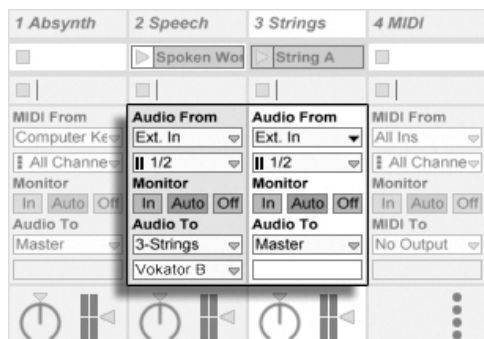 1 Absynth 2 Speech 3 Strings 4 MIDI
Spoken Wor String A
MIDI From Audio From Audio From MIDI From
Computer Ke Ext. In Ext. In All Ins
All Channe 1/2 1/2 All Channe
Monitor Monitor Monitor Monitor
In Auto Off In Auto Off In Auto Off In Auto Off
Audio To Audio To Audio To MIDI To
Master 3-Strings Master No Output
Vokator B